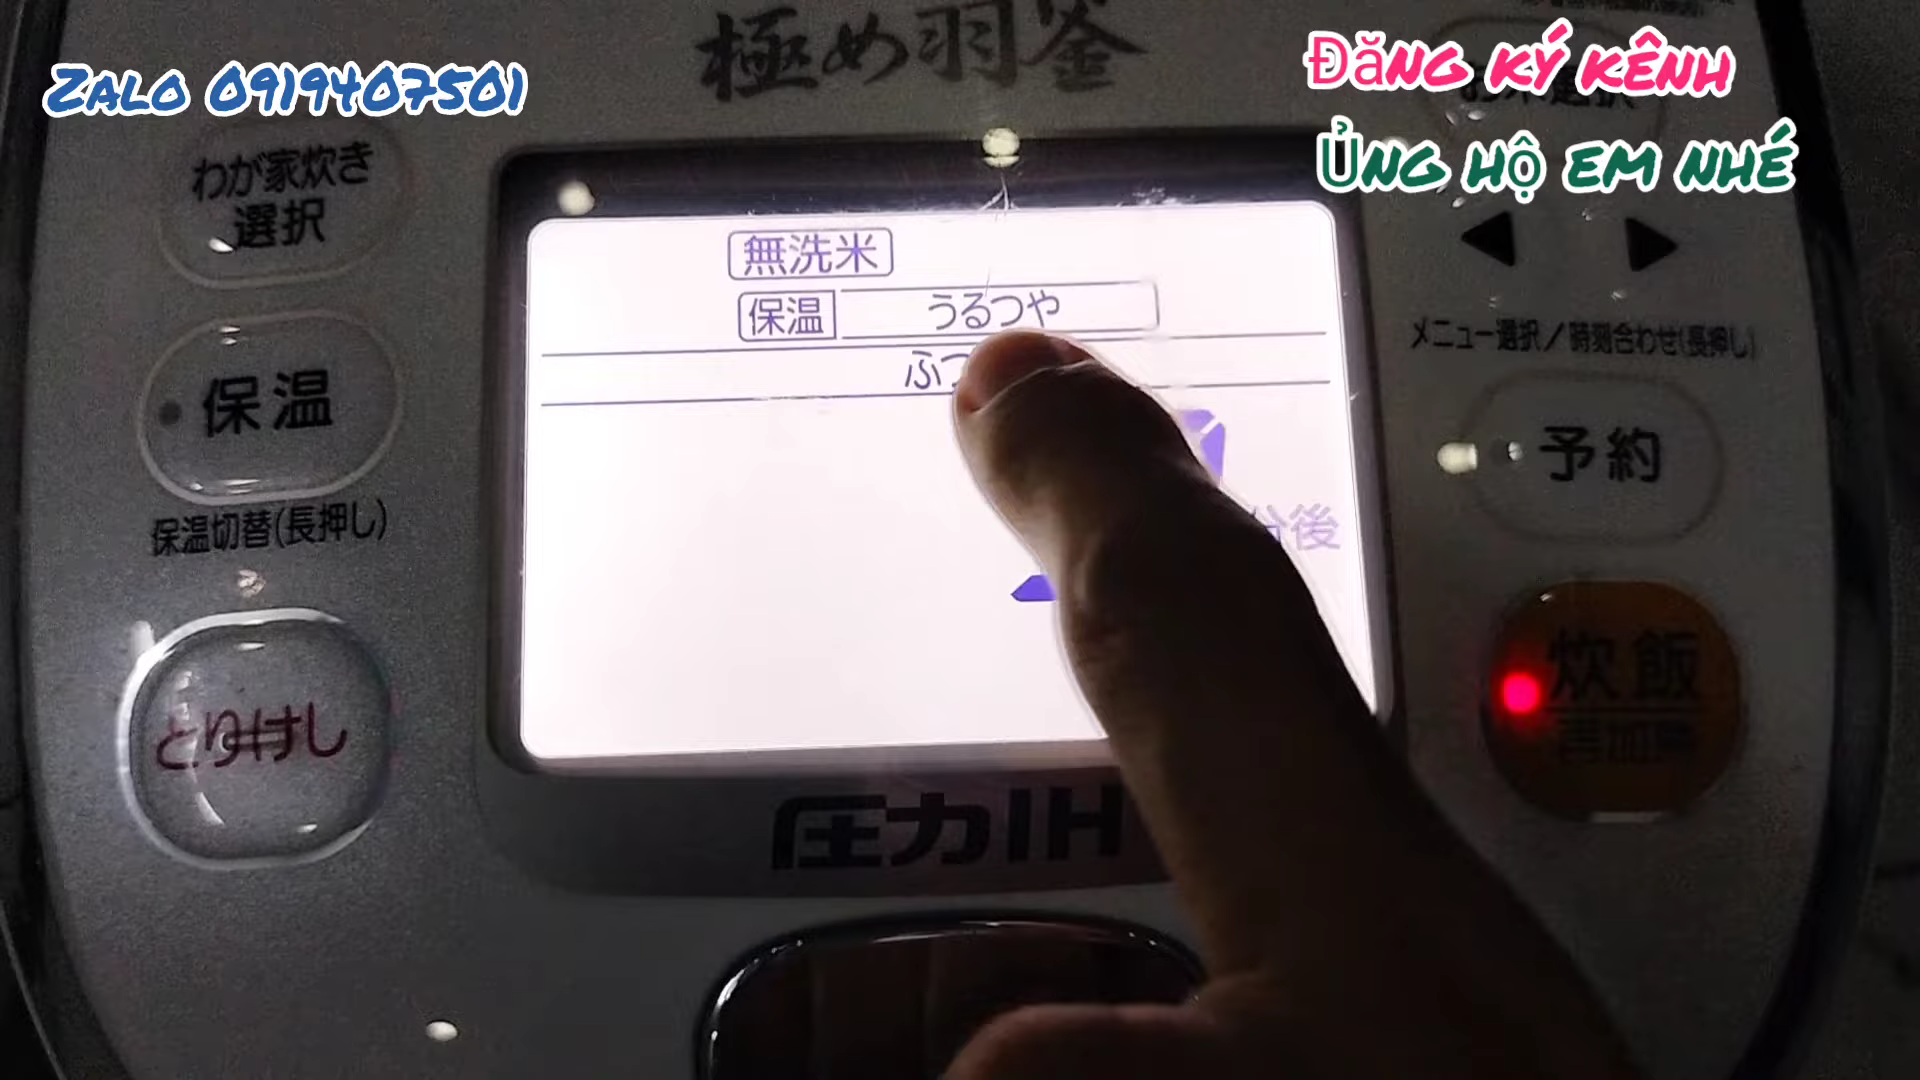 極め羽釜
Zalo 0919407501
Đăng ký kênh
Ủng hộ em nhé
わが家炊き
選択
無洗米
保温 うるつや
ふつ
メニュー選択/時刻合わせ(長押し)
保温
予約
保温切替(長押し)
分後
炊飯
とりけし
圧力IH